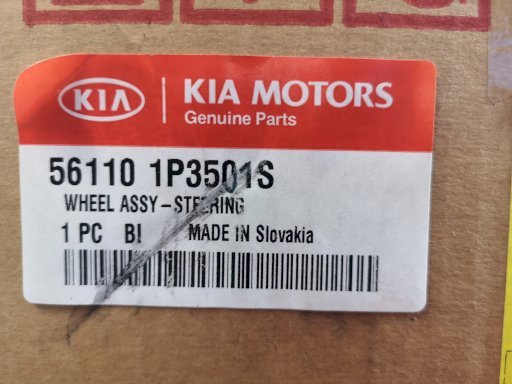 KIA
KIA MOTORS
Genuine Parts
56110 1P3501S
WHEEL ASSY-STEERING
1 PC BI MADE IN Slovakia